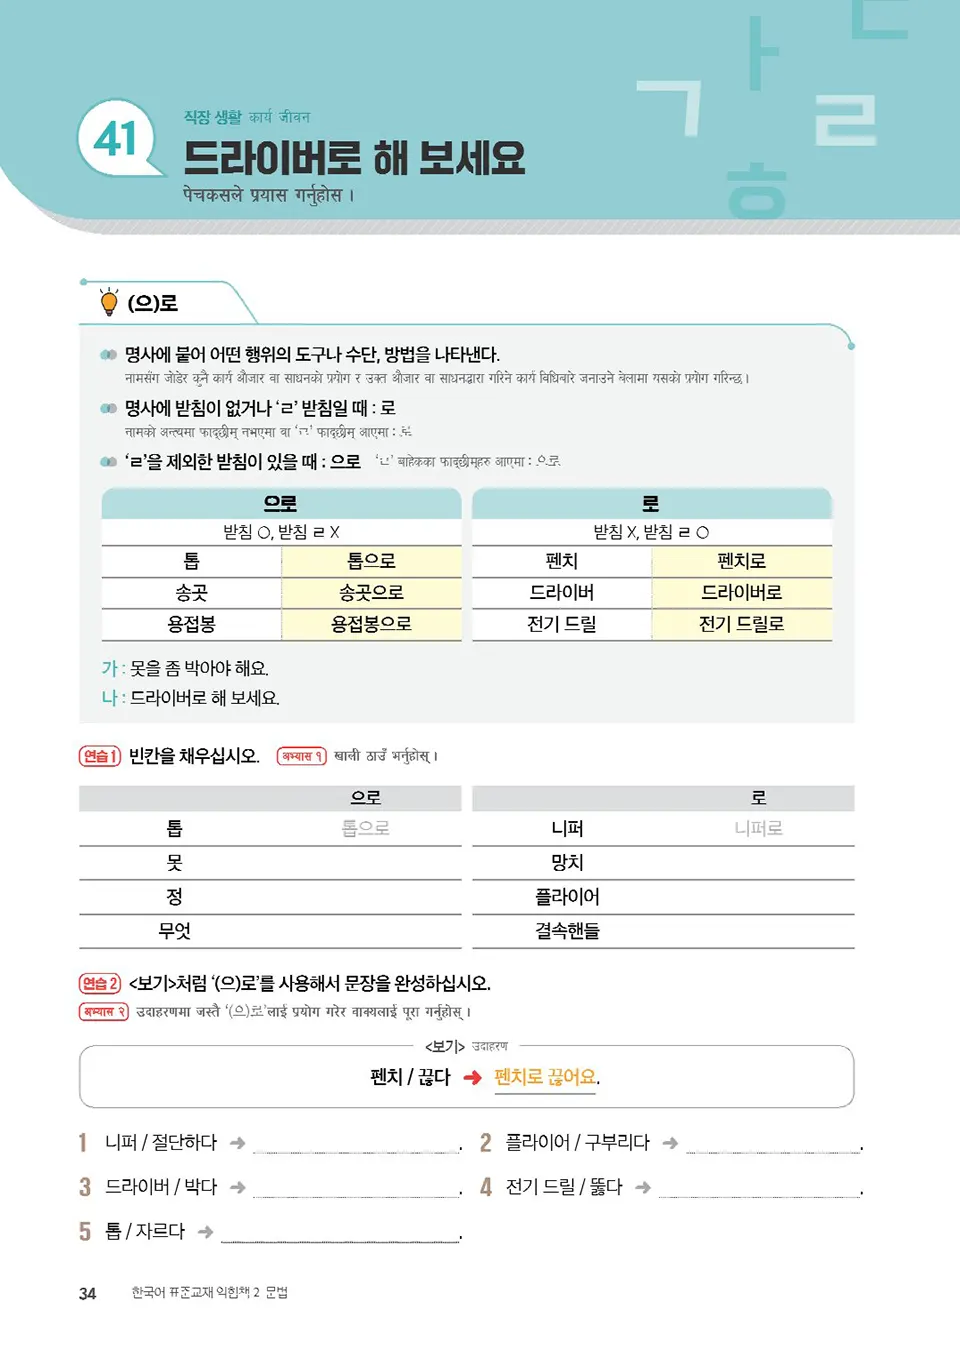 41
직장 생활 कार्य जीवन
드라이버로 해 보세요
पेचकसले प्रयास गर्नुहोस ।
ㄱ ㅏ ㄹ ㄷ ㅎ
(으)로
명사에 붙어 어떤 행위의 도구나 수단, 방법을 나타낸다.
नामसँग जोडेर कुनै कार्य औजार वा साधनको प्रयोग र उक्त औजार वा साधनद्वारा गरिने कार्य विधिबारे जनाउने बेलामा यसको प्रयोग गरिन्छ ।
명사에 받침이 없거나 ‘ㄹ’ 받침일 때 : 로
नामको अन्त्यमा फाद्छीम् नभएमा वा ‘ㄹ’ फाद्छीम् आएमा : 로
‘ㄹ’을 제외한 받침이 있을 때 : 으로 ‘ㄹ’ बाहेकका फाद्छीम्हरु आएमा : 으로
으로 로
받침 O, 받침 ㄹ X 받침 X, 받침 ㄹ O
톱 톱으로 펜치 펜치로
송곳 송곳으로 드라이버 드라이버로
용접봉 용접봉으로 전기 드릴 전기 드릴로
가 : 못을 좀 박아야 해요.
나 : 드라이버로 해 보세요.
연습 1 빈칸을 채우십시오. अभ्यास १ खाली ठाउँ भर्नुहोस् ।
으로 로
톱 톱으로 니퍼 니퍼로
못 망치
정 플라이어
무엇 결속핸들
연습 2 <보기>처럼 ‘(으)로’를 사용해서 문장을 완성하십시오.
अभ्यास २ उदाहरणमा जस्तै ‘(으)로’लाई प्रयोग गरेर वाक्यलाई पूरा गर्नुहोस् ।
<보기> उदाहरण
펜치 / 끊다 ➜ 펜치로 끊어요.
1 니퍼 / 절단하다 ➜ . 2 플라이어 / 구부리다 ➜ .
3 드라이버 / 박다 ➜ . 4 전기 드릴 / 뚫다 ➜ .
5 톱 / 자르다 ➜ .
34 한국어 표준교재 익힘책 2 문법